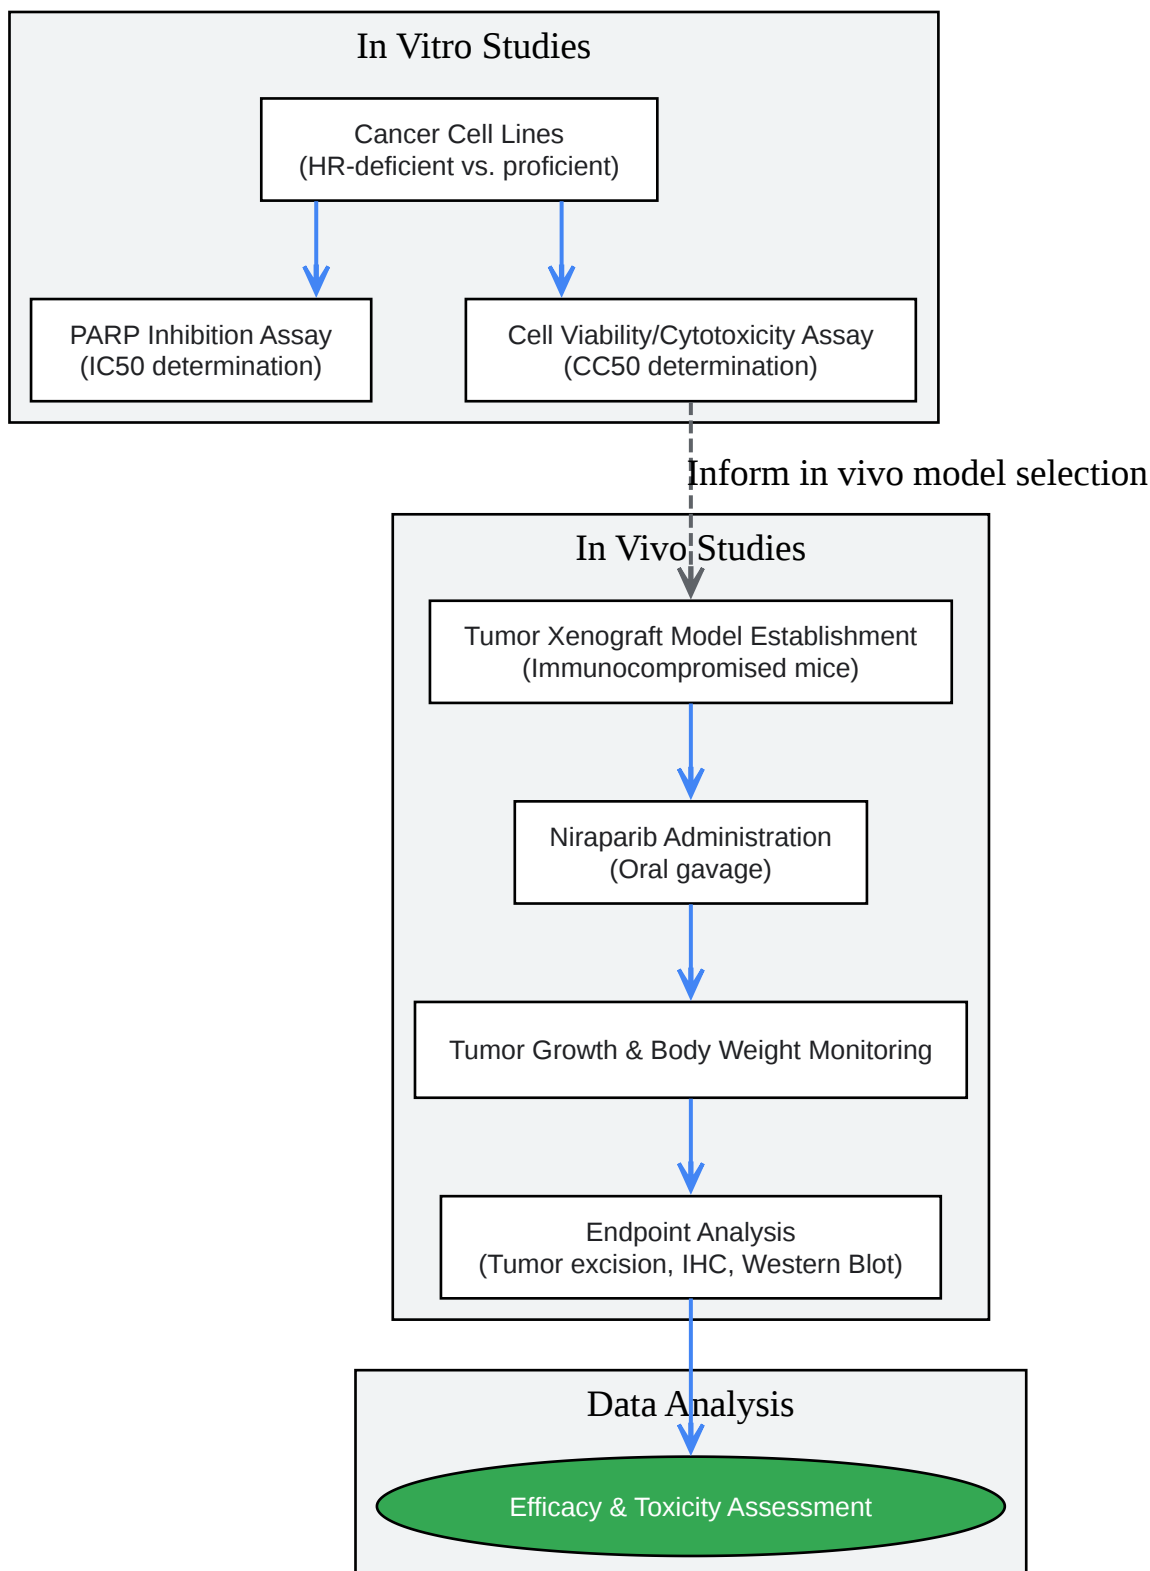 In Vitro Studies
Cancer Cell Lines
(HR-deficient vs. proficient)
PARP Inhibition Assay
(IC50 determination)
Cell Viability/Cytotoxicity Assay
(CC50 determination)
Inform in vivo model selection
In Vivo Studies
Tumor Xenograft Model Establishment
(Immunocompromised mice)
Niraparib Administration
(Oral gavage)
Tumor Growth & Body Weight Monitoring
Endpoint Analysis
(Tumor excision, IHC, Western Blot)
Data Analysis
Efficacy & Toxicity Assessment